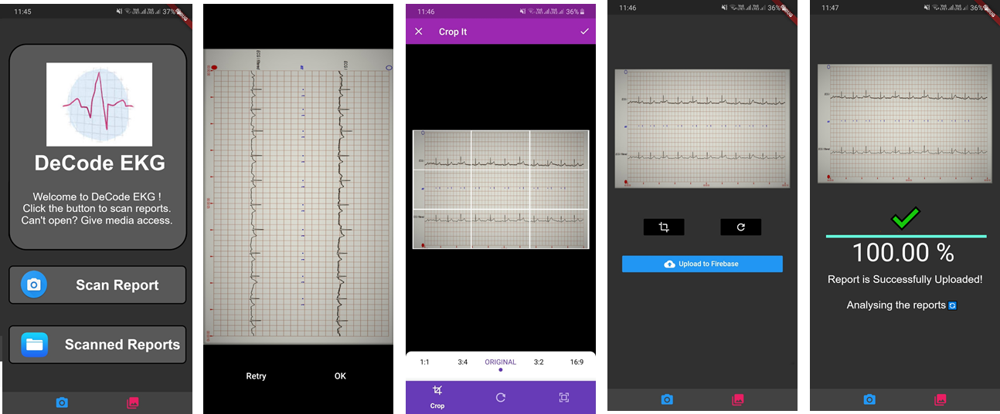 11:45
37%
DEBUG
DeCode EKG
Welcome to DeCode EKG !
Click the button to scan reports.
Can't open? Give media access.
Scan Report
Scanned Reports
ECG I
Retry
OK
11:46
36%
Crop It
1:1
3:4
ORIGINAL
3:2
16:9
Crop
11:46
36%
Upload to Firebase
11:47
36%
100.00 %
Report is Successfully Uploaded!
Analysing the reports